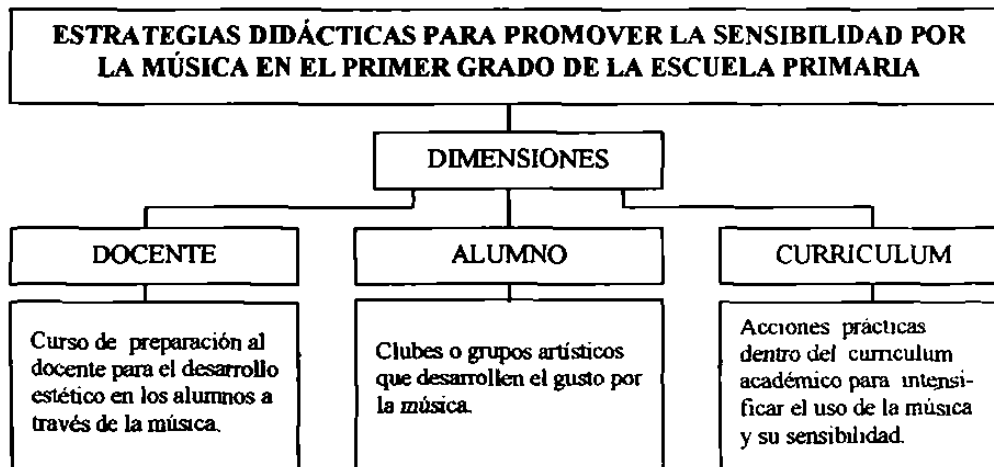 ESTRATEGIAS DIDÁCTICAS PARA PROMOVER LA SENSIBILIDAD POR
LA MÚSICA EN EL PRIMER GRADO DE LA ESCUELA PRIMARIA
DIMENSIONES
DOCENTE
ALUMNO
CURRICULUM
Curso de preparación al
docente para el desarrollo
estético en los alumnos a
través de la música.
Clubes o grupos artísticos
que desarrollen el gusto por
la música.
Acciones prácticas
dentro del curriculum
académico para intensi-
ficar el uso de la música
y su sensibilidad.